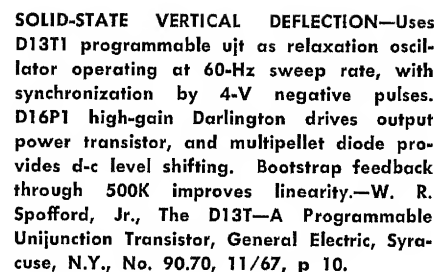 SOLID-STATE VERTICAL DEFLECTION—Uses
D13T1 programmable ujt as relaxation oscil-
lator operating at 60-Hz sweep rate, with
synchronization by 4-V negative pulses.
D16P1 high-gain Darlington drives output
power transistor, and multipellet diode pro-
vides d-c level shifting. Bootstrap feedback
through 500K improves linearity.—W. R.
Spofford, Jr., The D13T—A Programmable
Unijunction Transistor, General Electric, Syra-
cuse, N.Y., No. 90.70, 11/67, p 10.